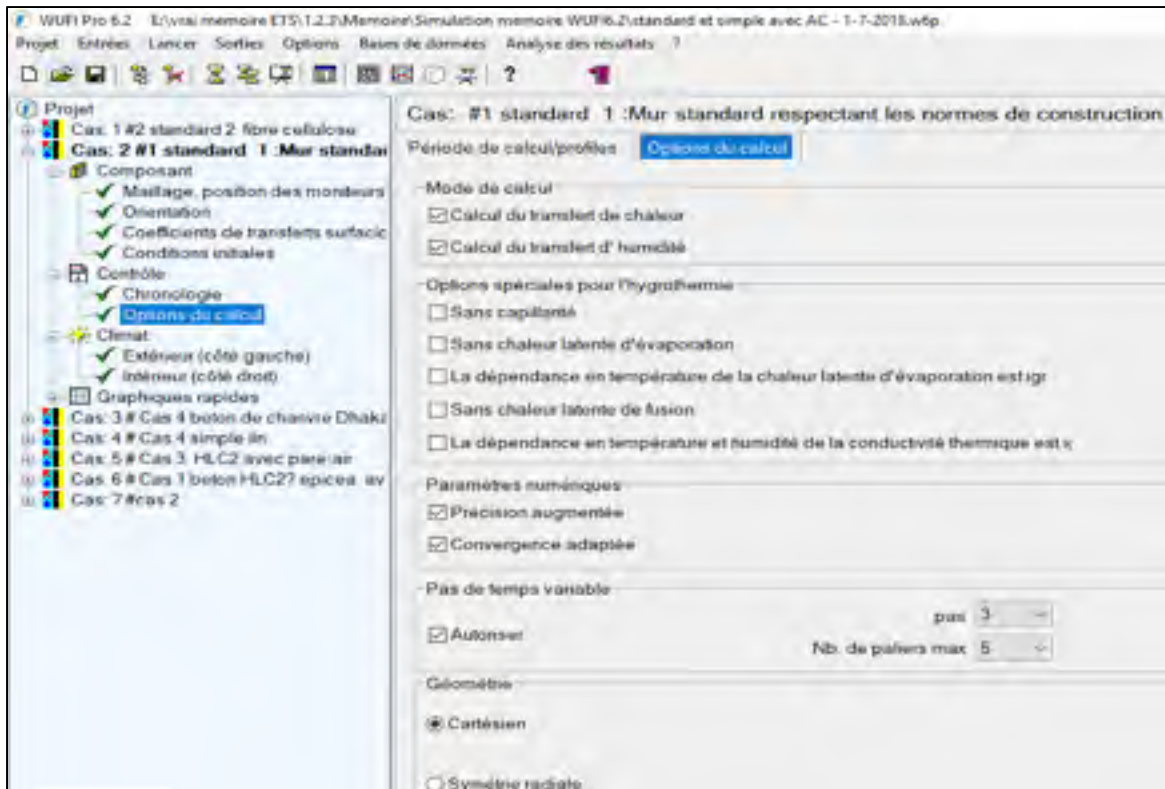 WUFI Pro 6.2 E:\vrai memoire ETS\1.2.3\Memoire\Simulation memoire WUFI6.2\standard et simple avec AC - 1-7-2018.w6p
Projet Entrées Lancer Sorties Options Bases de données Analyse des résultats ?
Projet
Cas: 1 #2 standard 2 fibre cellulose
Cas: 2 #1 standard 1 :Mur standar
Composant
Maillage, position des moniteurs
Orientation
Coefficients de transferts surfacic
Conditions initiales
Contrôle
Chronologie
Options du calcul
Climat
Extérieur (côté gauche)
Intérieur (côté droit)
Graphiques rapides
Cas: 3 # Cas 4 beton de chanvre Dhaka
Cas: 4 # Cas 4 simple lin
Cas: 5 # Cas 3 HLC2 avec pare-air
Cas: 6 # Cas 1 beton HLC27 epicea av
Cas: 7 #cas 2
Cas: #1 standard 1 :Mur standard respectant les normes de construction
Période de calcul/profiles Options du calcul
Mode de calcul
Calcul du transfert de chaleur
Calcul du transfert d' humidité
Options spéciales pour l'hygrothermie
Sans capillarité
Sans chaleur latente d'évaporation
La dépendance en température de la chaleur latente d'évaporation est igr
Sans chaleur latente de fusion
La dépendance en température et humidité de la conductivité thermique est
Paramètres numériques
Précision augmentée
Convergence adaptée
Pas de temps variable
pas 3
Autoriser
Nb. de paliers max 5
Géométrie
Cartésien
Symétrie radiale